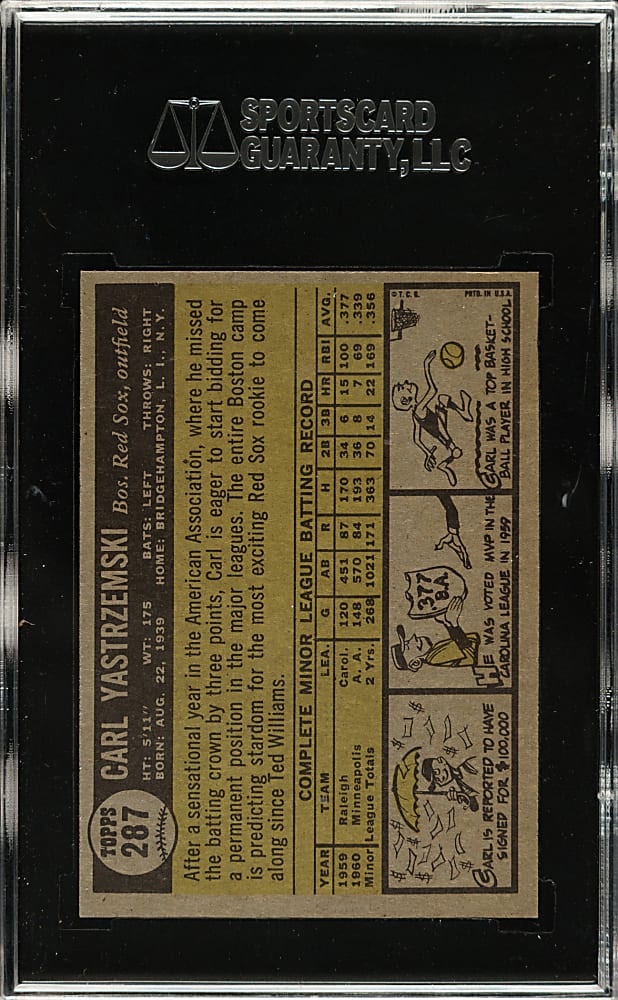 SPORTSCARD
GUARANTY, LLC
TOPPS
287
CARL YASTRZEMSKI Bos. Red Sox, outfield
HT: 5'11" WT: 175 BATS: LEFT THROWS: RIGHT
BORN: AUG. 22, 1939 HOME: BRIDGEHAMPTON, L. I., N. Y.
After a sensational year in the American Association, where he missed
the batting crown by three points, Carl is eager to start bidding for
a permanent position in the major leagues. The entire Boston camp
is predicting stardom for the most exciting Red Sox rookie to come
along since Ted Williams.
COMPLETE MINOR LEAGUE BATTING RECORD
YEAR TEAM LEA. G AB R H 2B 3B HR RBI AVG.
1959 Raleigh Carol. 120 451 87 170 34 6 15 100 .377
1960 Minneapolis A. A. 148 570 84 193 36 8 7 69 .339
Minor League Totals 2 Yrs. 268 1021 171 363 70 14 22 169 .356
CARL IS REPORTED TO HAVE
SIGNED FOR $100,000
377
B.A.
HE WAS VOTED MVP IN THE
CAROLINA LEAGUE IN 1959
© T. C. G. PRTD. IN U.S.A.
CARL WAS A TOP BASKET-
BALL PLAYER IN HIGH SCHOOL